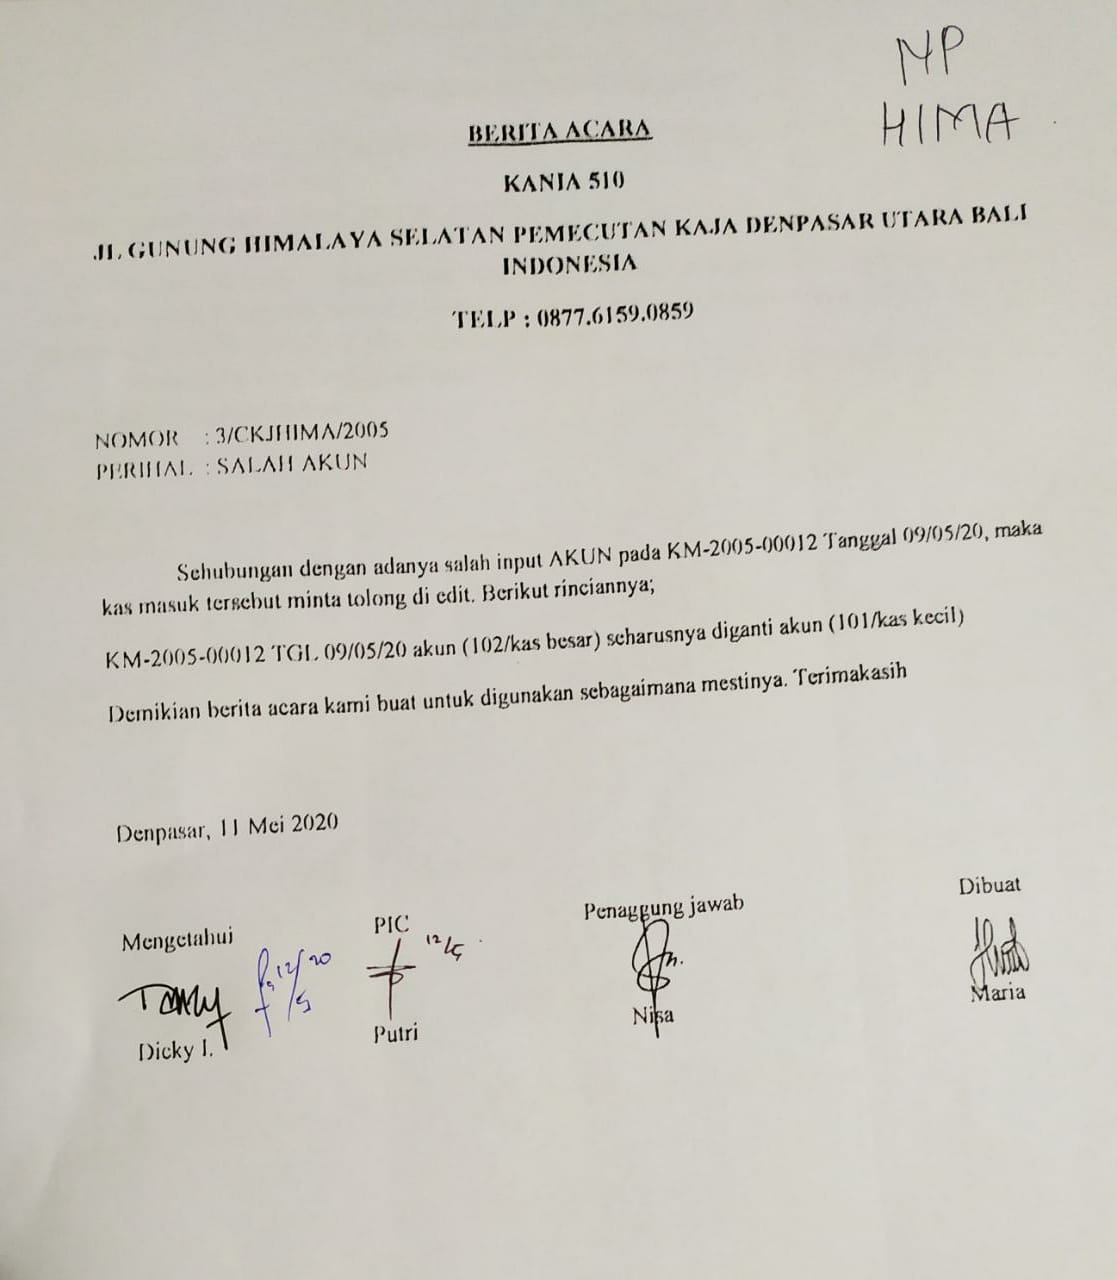 MP
HIMA
BERITA ACARA
KANIA 510
JL. GUNUNG HIMALAYA SELATAN PEMECUTAN KAJA DENPASAR UTARA BALI
INDONESIA
TELP : 0877.6159.0859
NOMOR : 3/CKJHIMA/2005
PERIHAL : SALAH AKUN
Sehubungan dengan adanya salah input AKUN pada KM-2005-00012 Tanggal 09/05/20, maka
kas masuk tersebut minta tolong di edit. Berikut rinciannya;
KM-2005-00012 TGL 09/05/20 akun (102/kas besar) seharusnya diganti akun (101/kas kecil)
Demikian berita acara kami buat untuk digunakan sebagaimana mestinya. Terimakasih
Denpasar, 11 Mei 2020
Mengetahui PIC Penaggung jawab Dibuat
12/5 20 12/5
Dicky I. Putri Nisa Maria